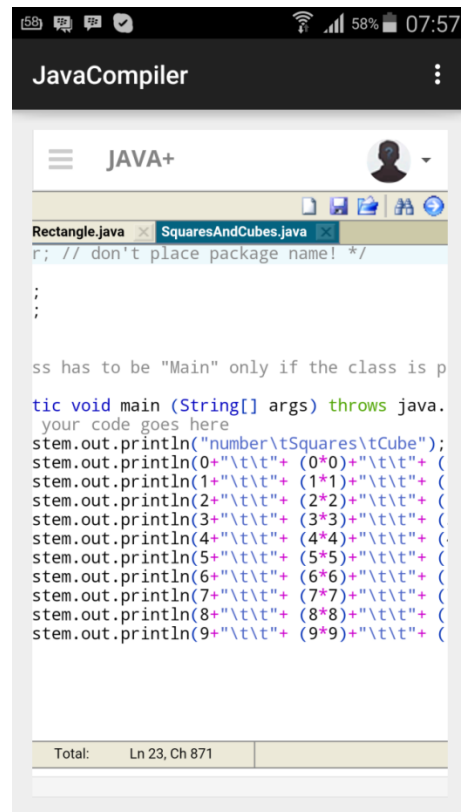 (58) 58% 07:57
JavaCompiler
JAVA+
Rectangle.java SquaresAndCubes.java
r; // don't place package name! */
;
;
ss has to be "Main" only if the class is p
tic void main (String[] args) throws java.
your code goes here
stem.out.println("number\tSquares\tCube");
stem.out.println(0+"\t\t"+ (0*0)+"\t\t"+ (
stem.out.println(1+"\t\t"+ (1*1)+"\t\t"+ (
stem.out.println(2+"\t\t"+ (2*2)+"\t\t"+ (
stem.out.println(3+"\t\t"+ (3*3)+"\t\t"+ (
stem.out.println(4+"\t\t"+ (4*4)+"\t\t"+ (
stem.out.println(5+"\t\t"+ (5*5)+"\t\t"+ (
stem.out.println(6+"\t\t"+ (6*6)+"\t\t"+ (
stem.out.println(7+"\t\t"+ (7*7)+"\t\t"+ (
stem.out.println(8+"\t\t"+ (8*8)+"\t\t"+ (
stem.out.println(9+"\t\t"+ (9*9)+"\t\t"+ (
Total: Ln 23, Ch 871